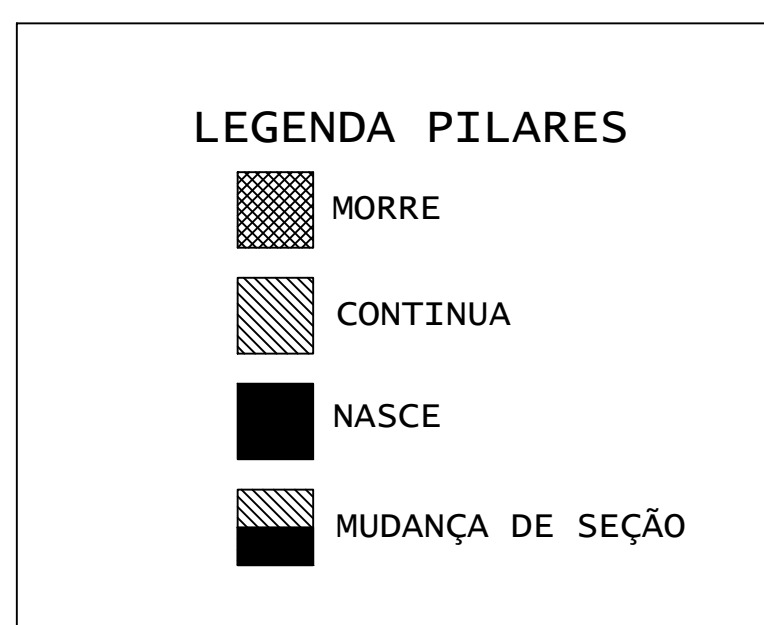 LEGENDA PILARES
MORRE
CONTINUA
NASCE
MUDANÇA DE SEÇÃO